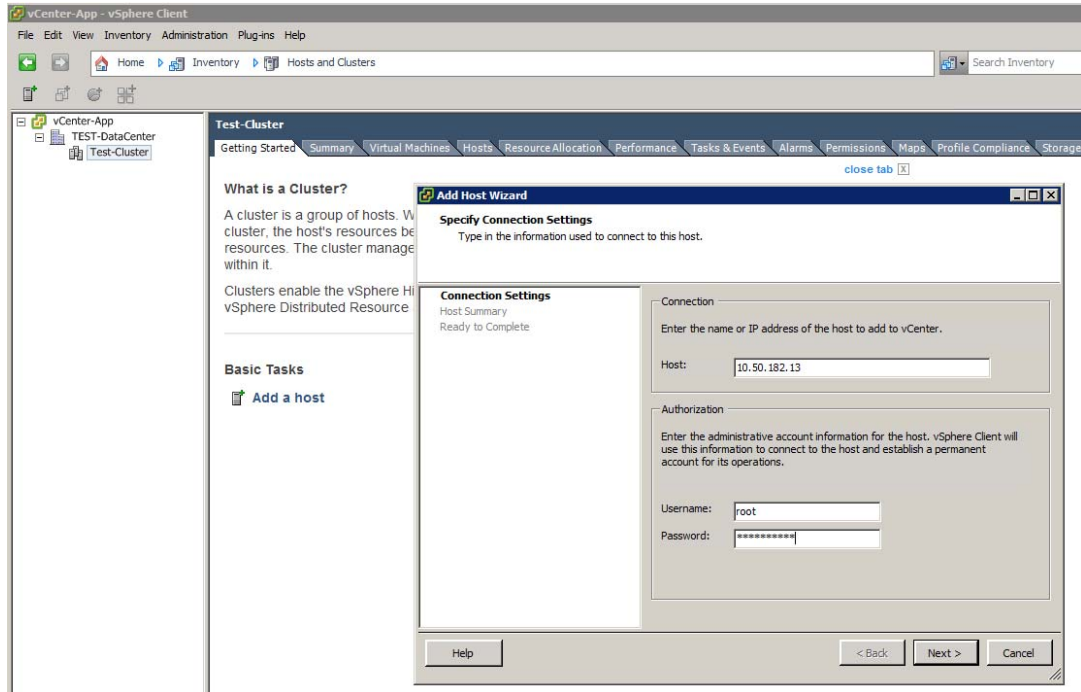 vCenter-App - vSphere Client
File Edit View Inventory Administration Plug-ins Help
Home Inventory Hosts and Clusters
Search Inventory
vCenter-App
TEST-DataCenter
Test-Cluster
Test-Cluster
Getting Started Summary Virtual Machines Hosts Resource Allocation Performance Tasks & Events Alarms Permissions Maps Profile Compliance Storage
close tab X
What is a Cluster?
A cluster is a group of hosts. W
cluster, the host's resources be
resources. The cluster manage
within it.
Clusters enable the vSphere Hi
vSphere Distributed Resource
Basic Tasks
Add a host
Add Host Wizard
Specify Connection Settings
Type in the information used to connect to this host.
Connection Settings
Host Summary
Ready to Complete
Connection
Enter the name or IP address of the host to add to vCenter.
Host: 10.50.182.13
Authorization
Enter the administrative account information for the host. vSphere Client will
use this information to connect to the host and establish a permanent
account for its operations.
Username: root
Password: **********
Help < Back Next > Cancel